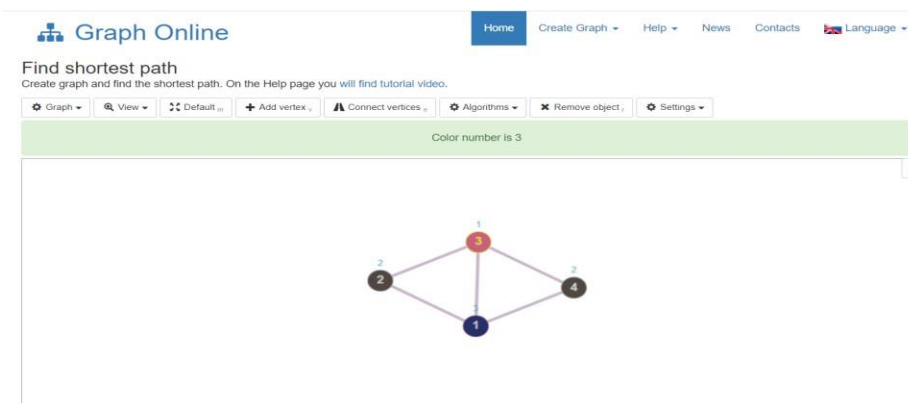 Graph Online
Home Create Graph Help News Contacts Language
Find shortest path
Create graph and find the shortest path. On the Help page you will find tutorial video.
Graph View Default m Add vertex v Connect vertices e Algorithms Remove object r Settings
Color number is 3
1
3
2
2
2
4
1